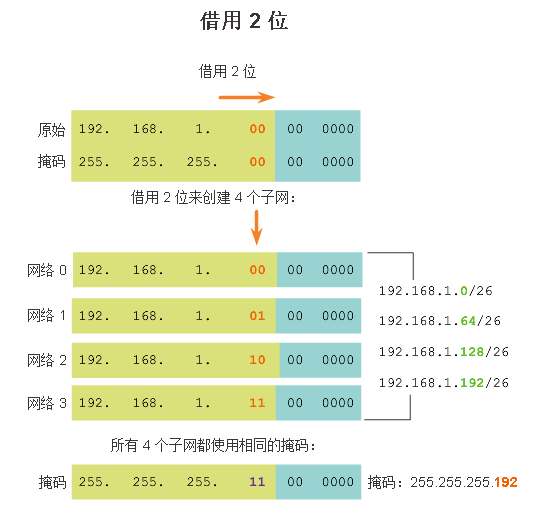 借用 2 位
借用 2 位
原始 192. 168. 1. 00 00 0000
掩码 255. 255. 255. 00 00 0000
借用 2 位来创建 4 个子网：
网络 0 192. 168. 1. 00 00 0000
192.168.1.0/26
网络 1 192. 168. 1. 01 00 0000
192.168.1.64/26
网络 2 192. 168. 1. 10 00 0000
192.168.1.128/26
192.168.1.192/26
网络 3 192. 168. 1. 11 00 0000
所有 4 个子网都使用相同的掩码：
掩码 255. 255. 255. 11 00 0000 掩码：255.255.255.192